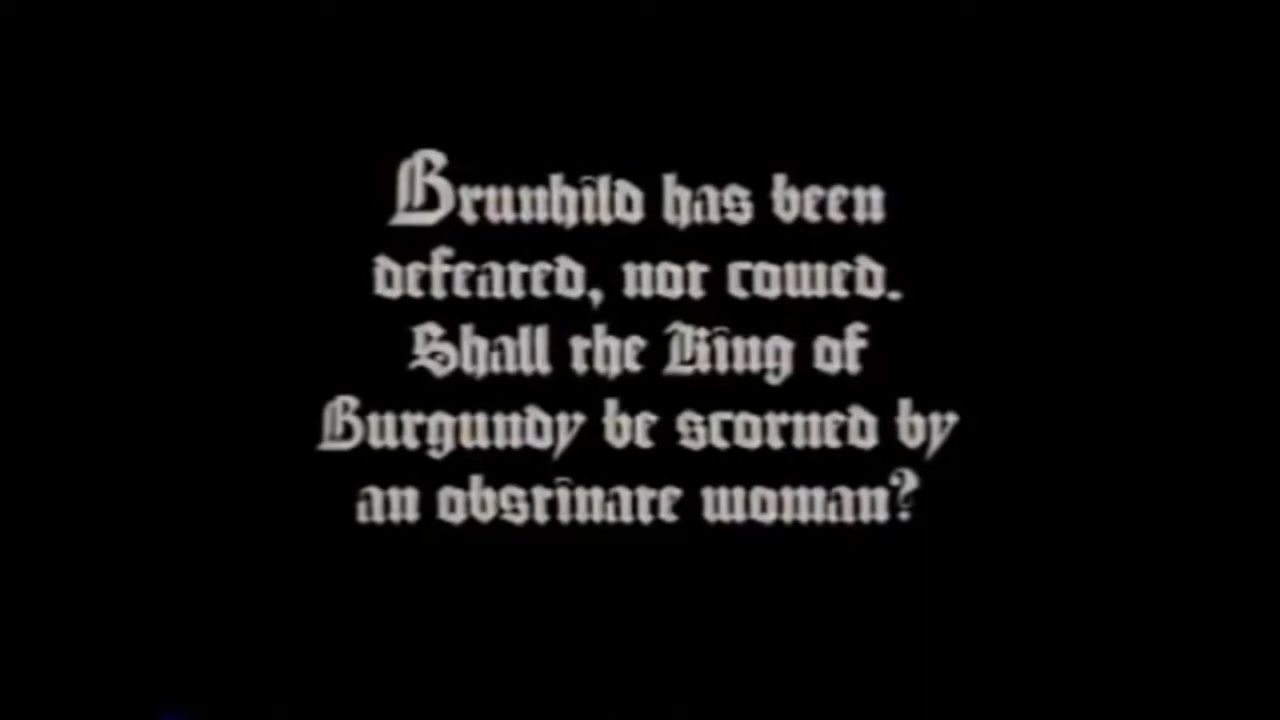 Brunhild has been
defeated, not cowed.
Shall the King of
Burgundy be scorned by
an obstinate woman?